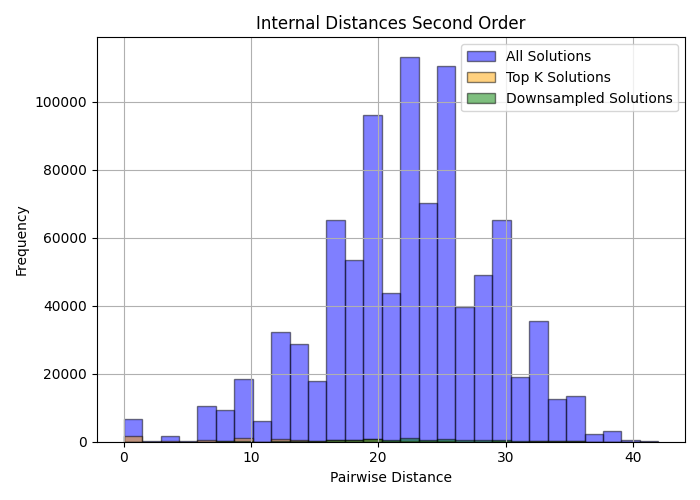 Internal Distances Second Order
All Solutions
Top K Solutions
Downsampled Solutions
Frequency
100000
80000
60000
40000
20000
0
0 10 20 30 40
Pairwise Distance